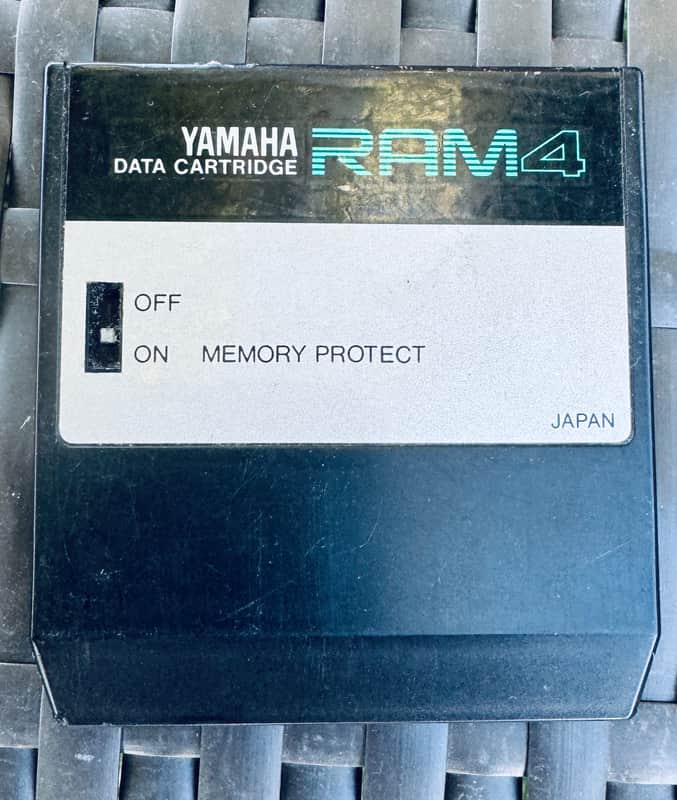 YAMAHA
DATA CARTRIDGE RAM4
OFF
ON MEMORY PROTECT
JAPAN